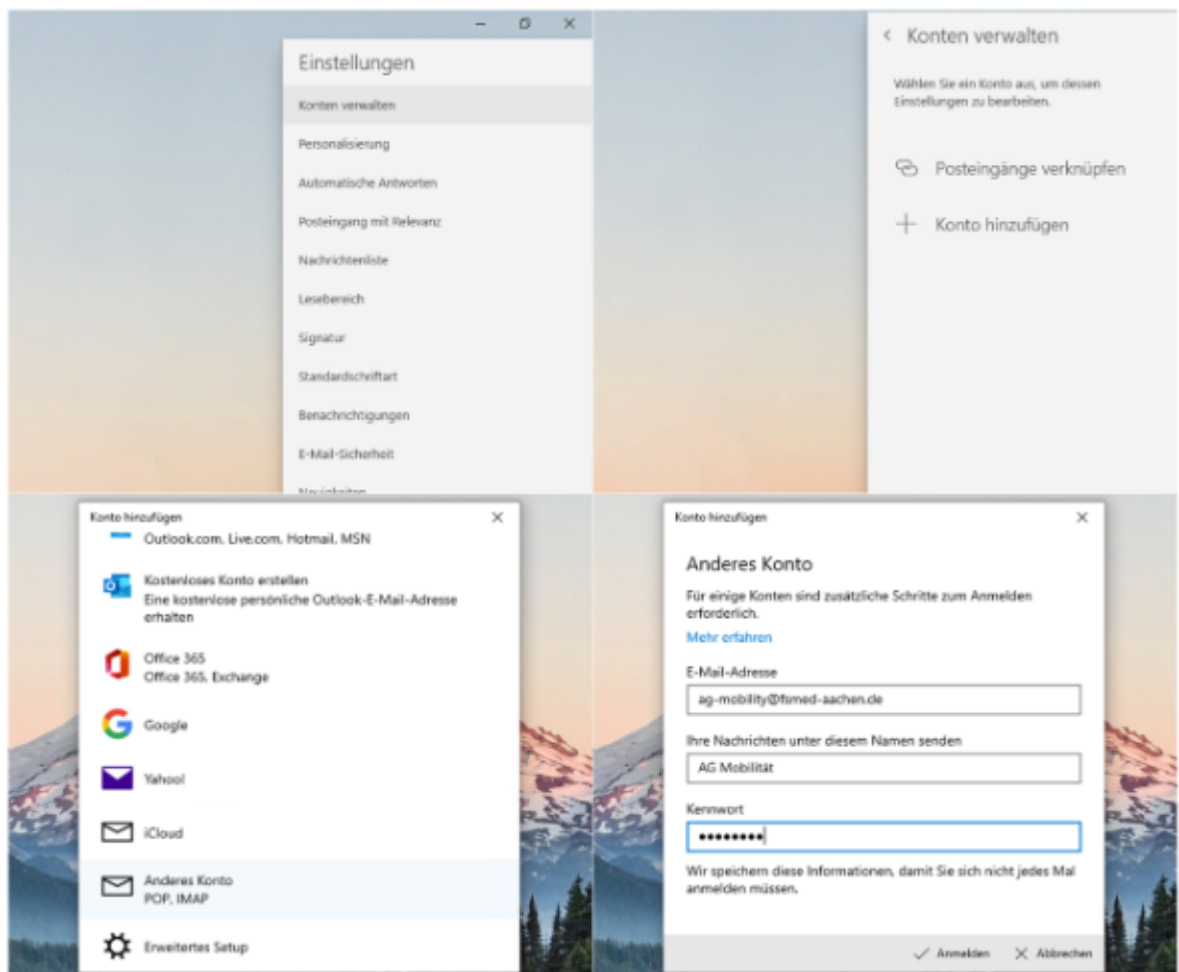 Einstellungen
Konten verwalten
Personalisierung
Automatische Antworten
Posteingang mit Relevanz
Nachrichtenliste
Lesebereich
Signatur
Standardschriftart
Benachrichtigungen
E-Mail-Sicherheit
Neuigkeiten
Konten verwalten
Wählen Sie ein Konto aus, um dessen
Einstellungen zu bearbeiten.
Posteingänge verknüpfen
Konto hinzufügen
Konto hinzufügen
Outlook.com, Live.com, Hotmail, MSN
Kostenloses Konto erstellen
Eine kostenlose persönliche Outlook-E-Mail-Adresse
erhalten
Office 365
Office 365, Exchange
Google
Yahoo!
iCloud
Anderes Konto
POP, IMAP
Erweitertes Setup
Konto hinzufügen
Anderes Konto
Für einige Konten sind zusätzliche Schritte zum Anmelden
erforderlich.
Mehr erfahren
E-Mail-Adresse
ag-mobility@fsmed-aachen.de
Ihre Nachrichten unter diesem Namen senden
AG Mobilität
Kennwort
••••••••
Wir speichern diese Informationen, damit Sie sich nicht jedes Mal
anmelden müssen.
Anmelden Abbrechen